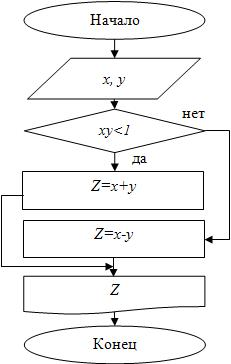 Начало
x, y
нет
xy<1
да
Z=x+y
Z=x-y
Z
Конец